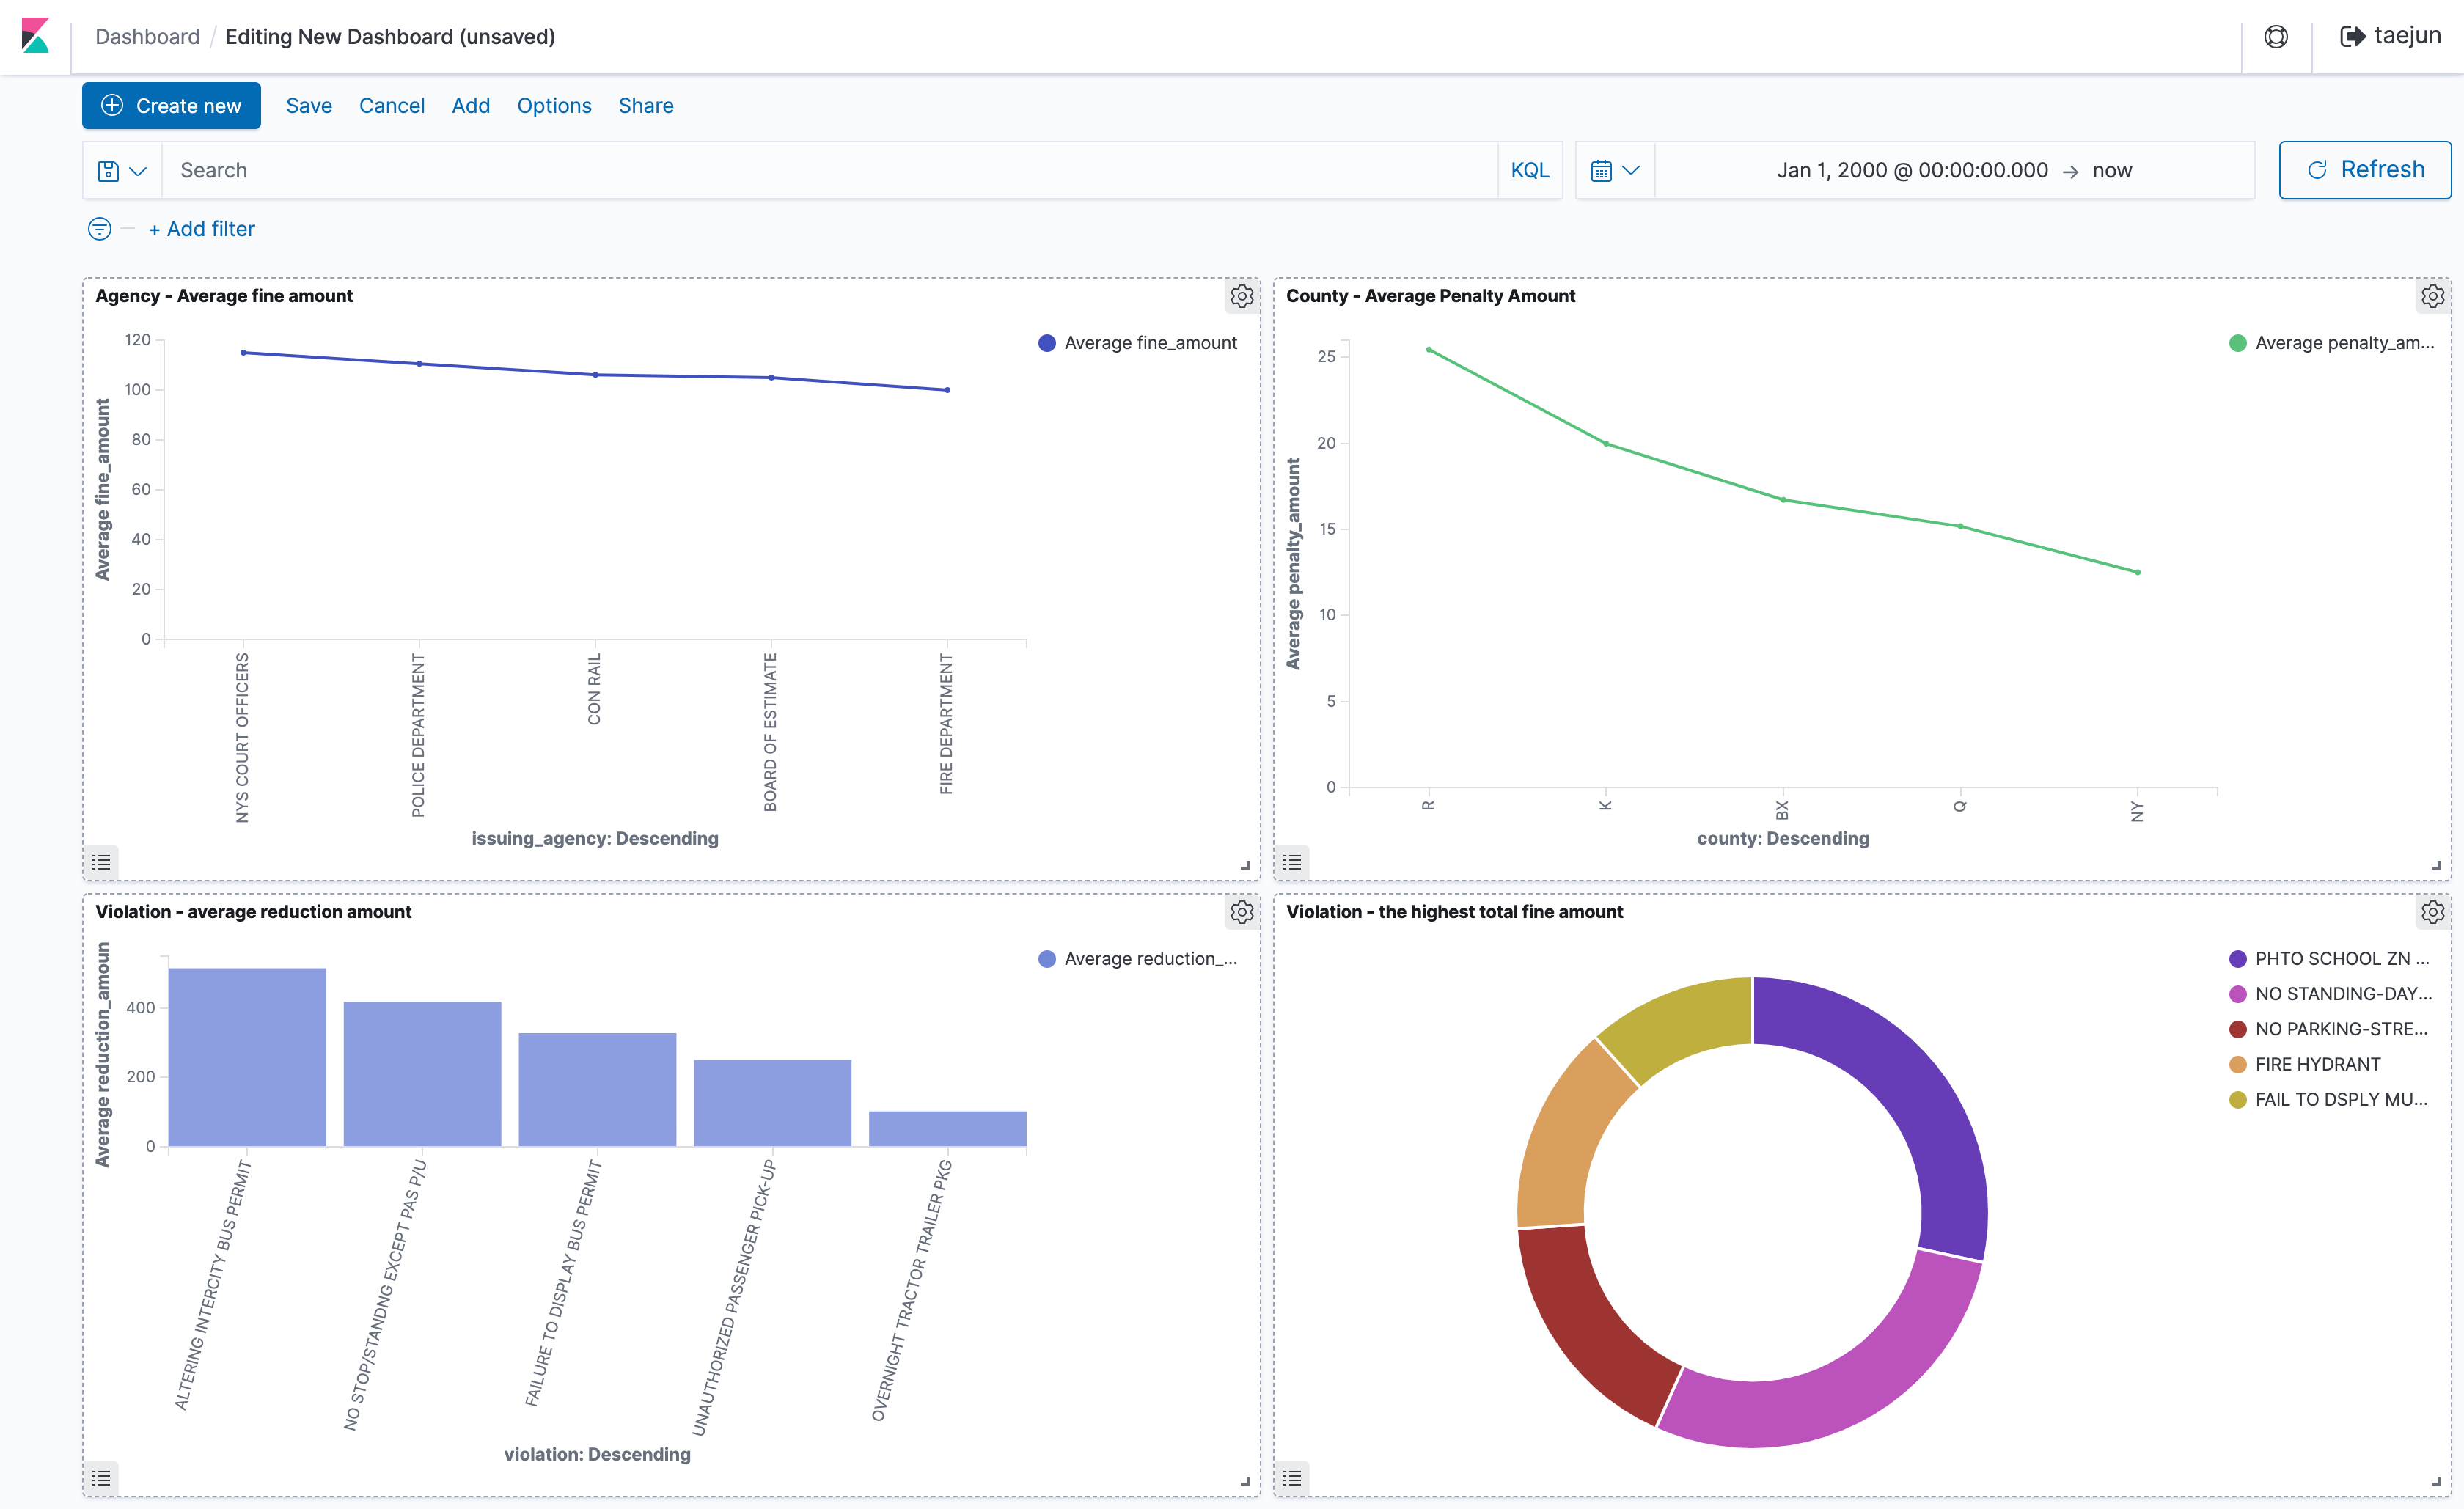 Dashboard / Editing New Dashboard (unsaved)
taejun
Create new Save Cancel Add Options Share
Search KQL Jan 1, 2000 @ 00:00:00.000 → now Refresh
+ Add filter
Agency - Average fine amount
Average fine_amount
120
100
80
60
40
20
0
Average fine_amount
NYS COURT OFFICERS
POLICE DEPARTMENT
CON RAIL
BOARD OF ESTIMATE
FIRE DEPARTMENT
issuing_agency: Descending
County - Average Penalty Amount
Average penalty_am...
25
20
15
10
5
0
Average penalty_amount
R
K
BX
Q
NY
county: Descending
Violation - average reduction amount
Average reduction_...
400
200
0
Average reduction_amoun
ALTERING INTERCITY BUS PERMIT
NO STOP/STANDNG EXCEPT PAS P/U
FAILURE TO DISPLAY BUS PERMIT
UNAUTHORIZED PASSENGER PICK-UP
OVERNIGHT TRACTOR TRAILER PKG
violation: Descending
Violation - the highest total fine amount
PHTO SCHOOL ZN ...
NO STANDING-DAY...
NO PARKING-STRE...
FIRE HYDRANT
FAIL TO DSPLY MU...